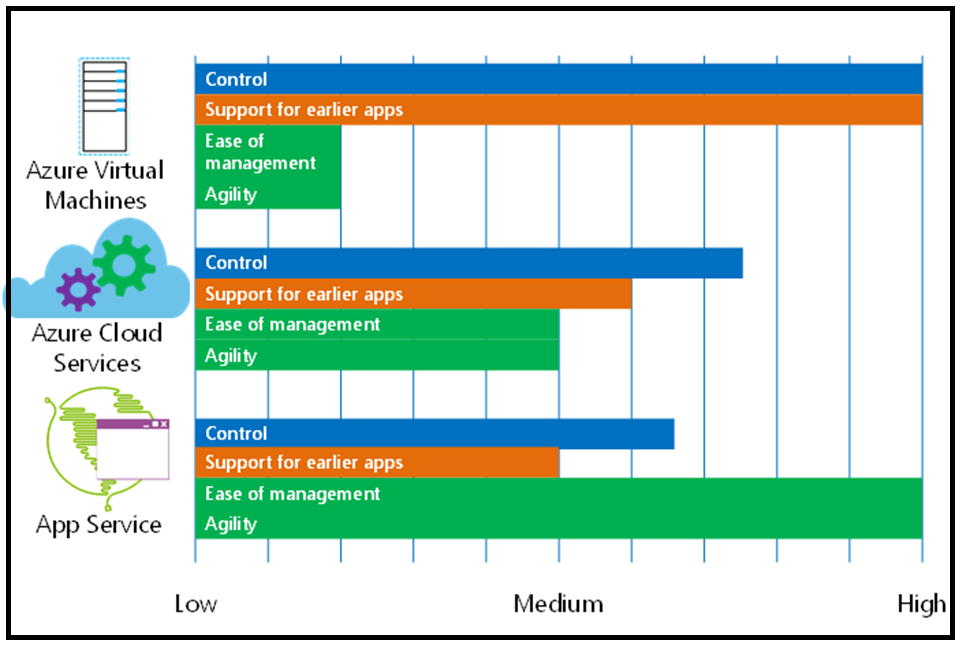 Control
Support for earlier apps
Ease of
management
Agility
Azure Virtual
Machines
Control
Support for earlier apps
Ease of management
Agility
Azure Cloud
Services
Control
Support for earlier apps
Ease of management
Agility
App Service
Low
Medium
High